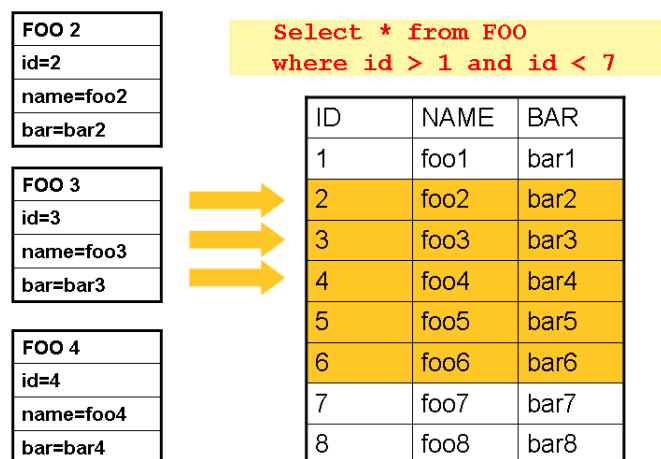 FOO 2
id=2
name=foo2
bar=bar2
FOO 3
id=3
name=foo3
bar=bar3
FOO 4
id=4
name=foo4
bar=bar4
Select * from FOO
where id > 1 and id < 7
ID NAME BAR
1 foo1 bar1
2 foo2 bar2
3 foo3 bar3
4 foo4 bar4
5 foo5 bar5
6 foo6 bar6
7 foo7 bar7
8 foo8 bar8